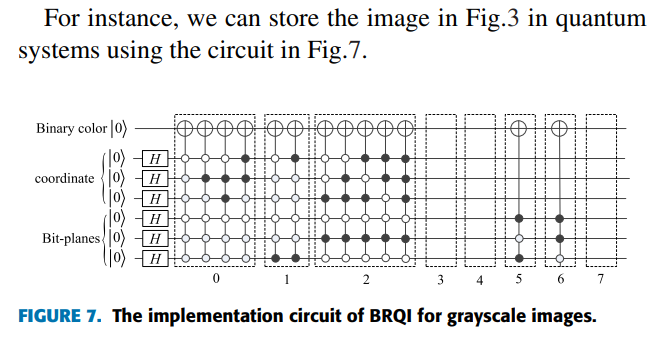 For instance, we can store the image in Fig.3 in quantum
systems using the circuit in Fig.7.
Binary color |0⟩
|0⟩ H
coordinate |0⟩ H
|0⟩ H
|0⟩ H
Bit-planes |0⟩ H
|0⟩ H
0 1 2 3 4 5 6 7
FIGURE 7. The implementation circuit of BRQI for grayscale images.